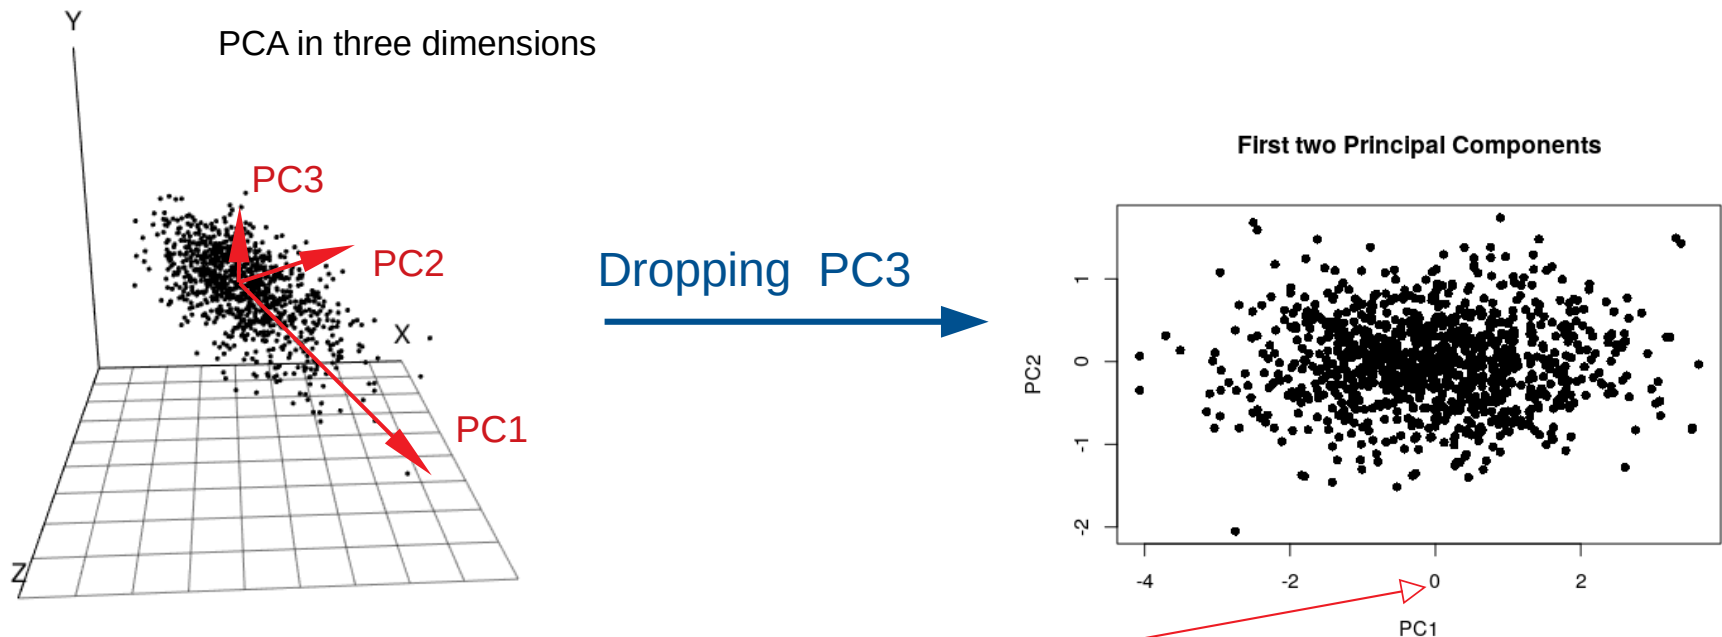 Y
PCA in three dimensions
PC3
PC2
X
PC1
Z
Dropping PC3
First two Principal Components
PC2
1
0
-1
-2
-4
-2
0
2
PC1